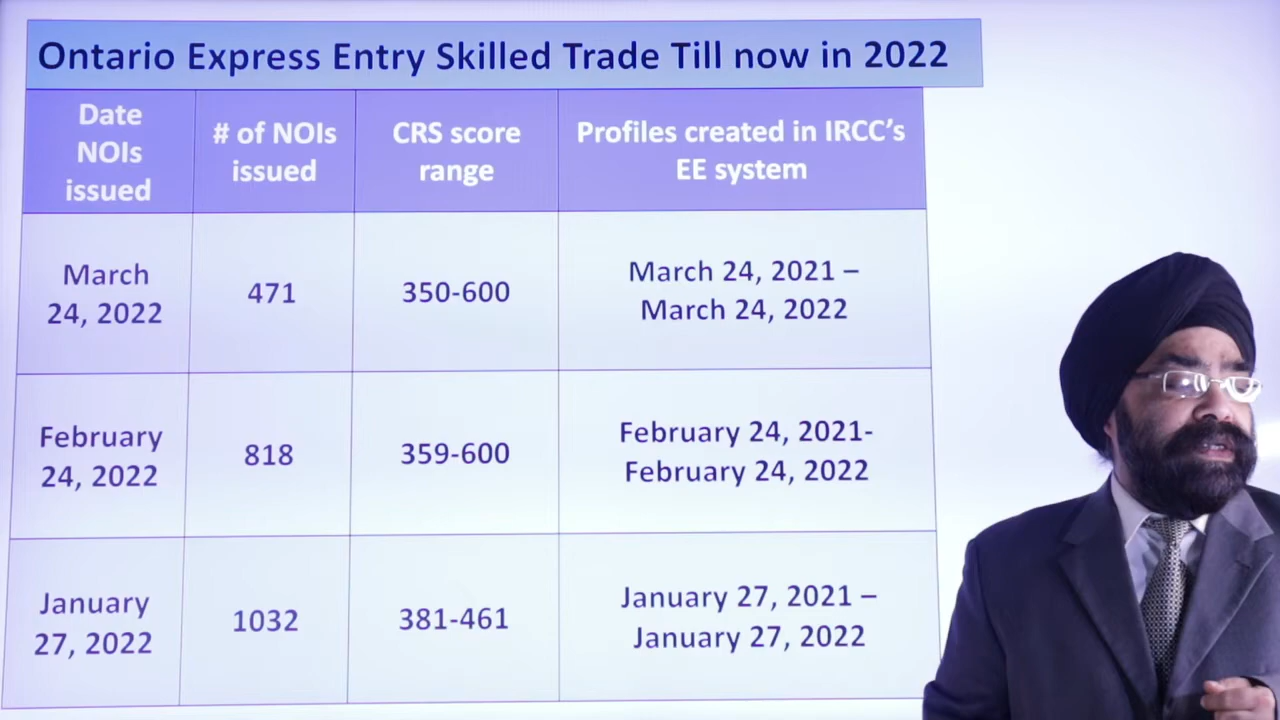 Ontario Express Entry Skilled Trade Till now in 2022
Date
NOIs
issued
# of NOIs
issued
CRS score
range
Profiles created in IRCC's
EE system
March
24, 2022
471
350-600
March 24, 2021 –
March 24, 2022
February
24, 2022
818
359-600
February 24, 2021-
February 24, 2022
January
27, 2022
1032
381-461
January 27, 2021 –
January 27, 2022